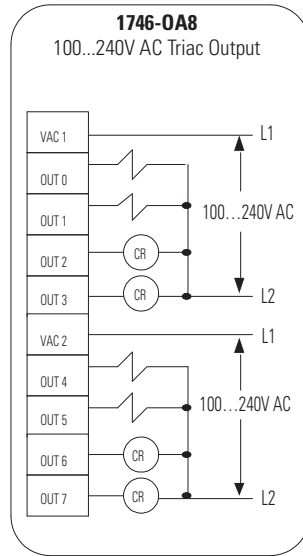 1746-OA8
100...240V AC Triac Output
VAC 1
L1
OUT 0
OUT 1
100...240V AC
OUT 2
CR
OUT 3
CR
L2
VAC 2
L1
OUT 4
OUT 5
100...240V AC
OUT 6
CR
OUT 7
CR
L2